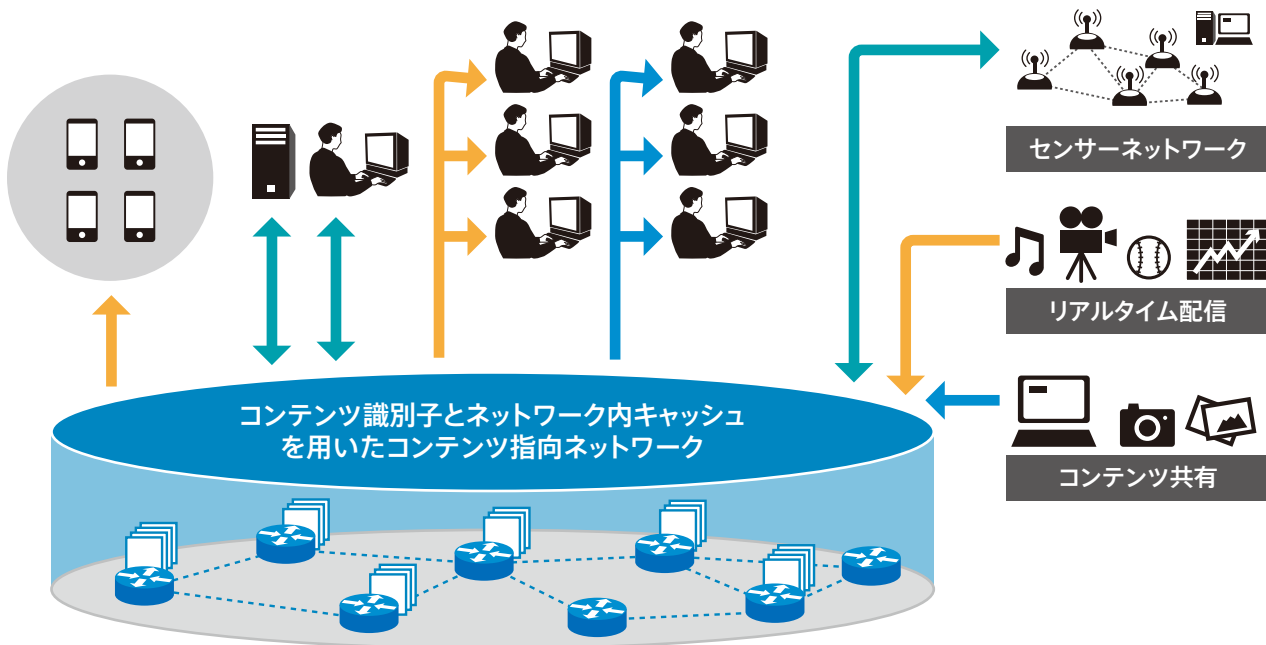 センサーネットワーク
リアルタイム配信
コンテンツ共有
コンテンツ識別子とネットワーク内キャッシュ
を用いたコンテンツ指向ネットワーク